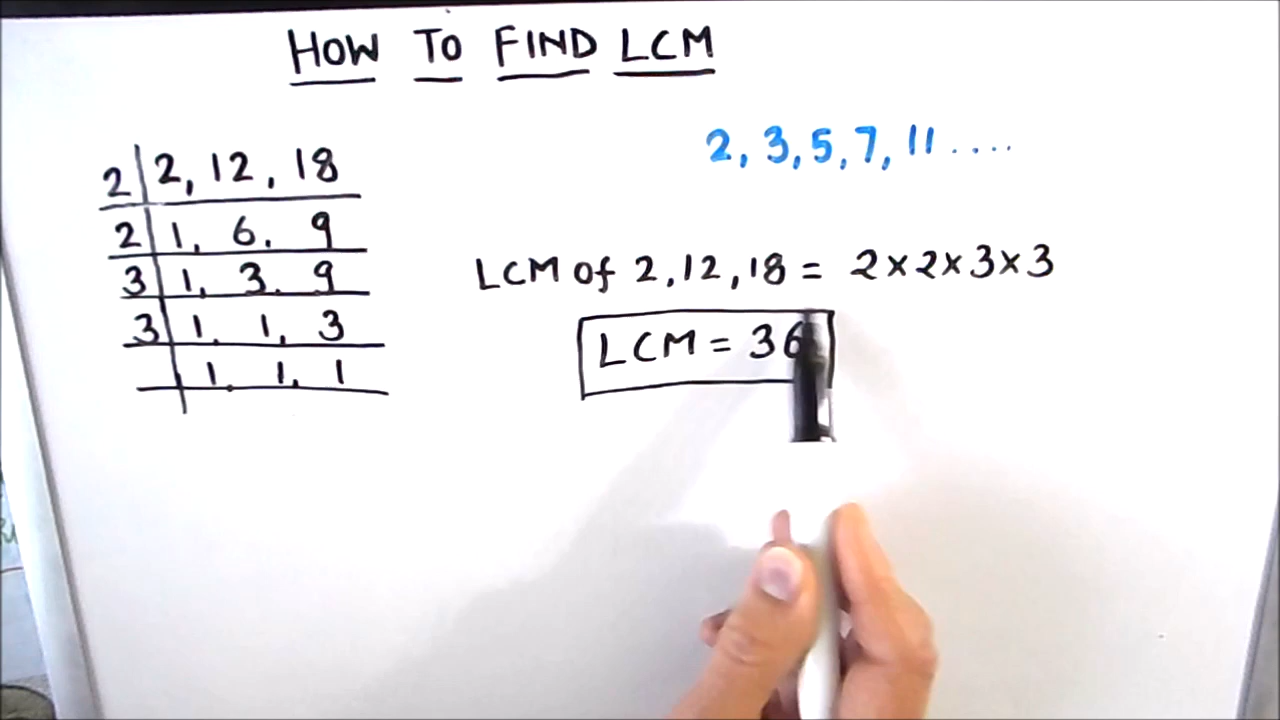 HOW TO FIND LCM
2, 3, 5, 7, 11 ....
2 | 2, 12, 18
2 | 1, 6. 9
3 | 1, 3. 9
3 | 1. 1, 3
| 1. 1, 1
LCM of 2, 12, 18 = 2×2×3×3
LCM = 36